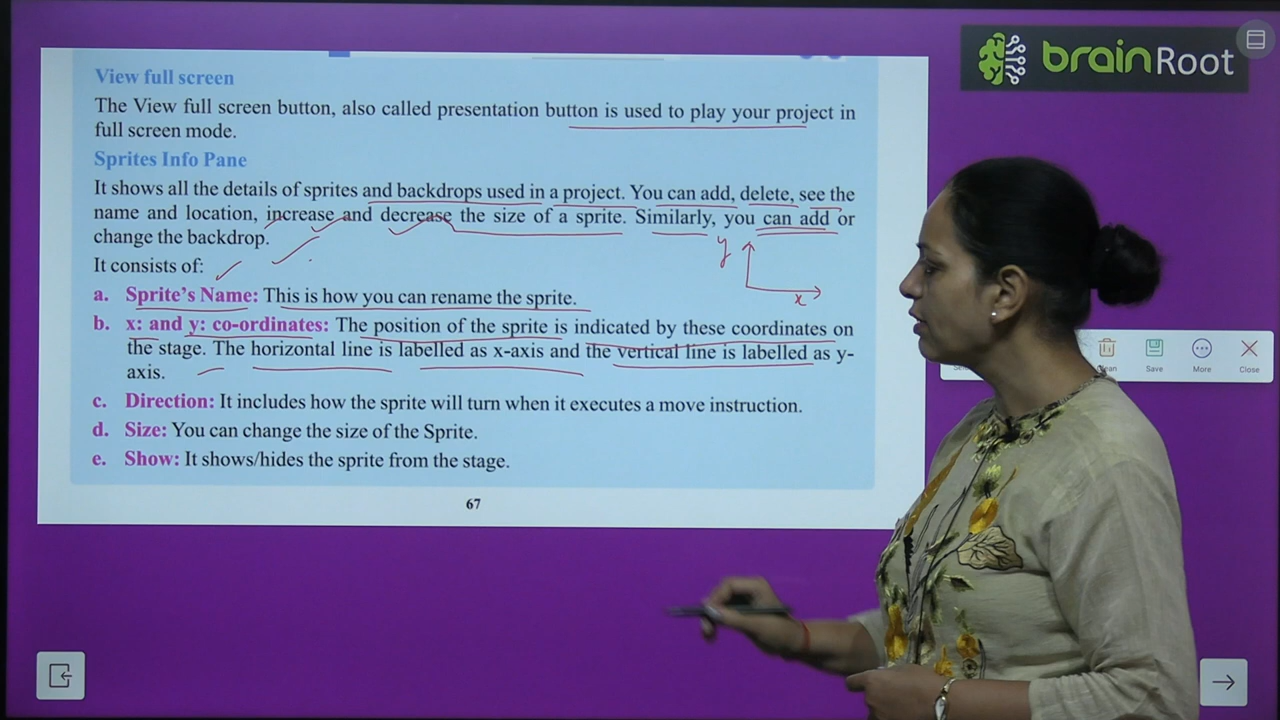 brainRoot
View full screen
The View full screen button, also called presentation button is used to play your project in
full screen mode.
Sprites Info Pane
It shows all the details of sprites and backdrops used in a project. You can add, delete, see the
name and location, increase and decrease the size of a sprite. Similarly, you can add or
change the backdrop.
y
It consists of:
x
a. Sprite's Name: This is how you can rename the sprite.
b. x: and y: co-ordinates: The position of the sprite is indicated by these coordinates on
the stage. The horizontal line is labelled as x-axis and the vertical line is labelled as y-
axis.
c. Direction: It includes how the sprite will turn when it executes a move instruction.
d. Size: You can change the size of the Sprite.
e. Show: It shows/hides the sprite from the stage.
67
Save More Close